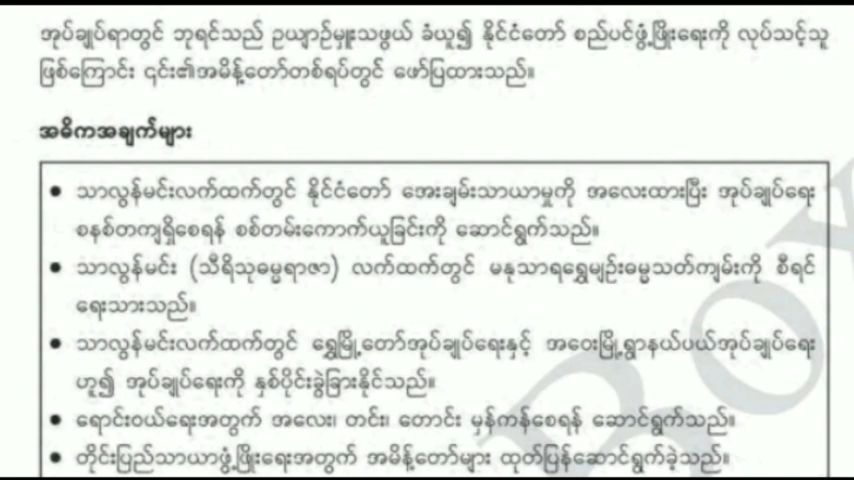 အုပ်ချုပ်ရာတွင် ဘုရင်သည် ဥယျာဉ်မှူးသဖွယ် ခံယူ၍ နိုင်ငံတော် စည်ပင်ဖွံ့ဖြိုးရေးကို လုပ်သင့်သူ
ဖြစ်ကြောင်း ၎င်း၏အမိန့်တော်တစ်ရပ်တွင် ဖော်ပြထားသည်။
အဓိကအချက်များ
• သာလွန်မင်းလက်ထက်တွင် နိုင်ငံတော် အေးချမ်းသာယာမှုကို အလေးထားပြီး အုပ်ချုပ်ရေး
စနစ်တကျရှိစေရန် စစ်တမ်းကောက်ယူခြင်းကို ဆောင်ရွက်သည်။
• သာလွန်မင်း (သီရိသုဓမ္မရာဇာ) လက်ထက်တွင် မနုသာရရွှေမျဉ်းဓမ္မသတ်ကျမ်းကို စီရင်
ရေးသားသည်။
• သာလွန်မင်းလက်ထက်တွင် ရွှေမြို့တော်အုပ်ချုပ်ရေးနှင့် အဝေးမြို့ရွာနယ်ပယ်အုပ်ချုပ်ရေး
ဟူ၍ အုပ်ချုပ်ရေးကို နှစ်ပိုင်းခွဲခြားနိုင်သည်။
• ရောင်းဝယ်ရေးအတွက် အလေး၊ တင်း၊ တောင်း မှန်ကန်စေရန် ဆောင်ရွက်သည်။
• တိုင်းပြည်သာယာဖွံ့ဖြိုးရေးအတွက် အမိန့်တော်များ ထုတ်ပြန်ဆောင်ရွက်ခဲ့သည်။
Box